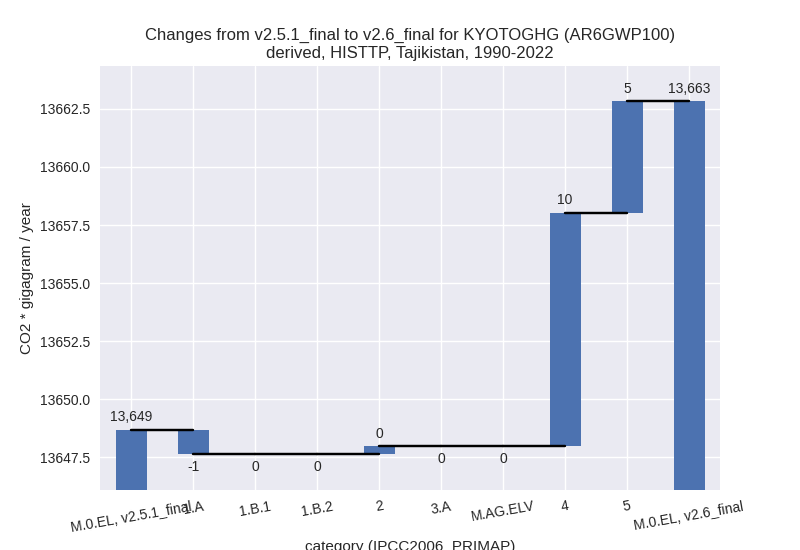 Changes from v2.5.1_final to v2.6_final for KYOTOGHG (AR6GWP100)
derived, HISTTP, Tajikistan, 1990-2022
CO2 * gigagram / year
13662.5
13660.0
13657.5
13655.0
13652.5
13650.0
13647.5
13,649
-1
0
0
0
0
0
10
5
13,663
M.0.EL, v2.5.1_final
1.A
1.B.1
1.B.2
2
3.A
M.AG.ELV
4
5
M.0.EL, v2.6_final
category (IPCC2006_PRIMAP)